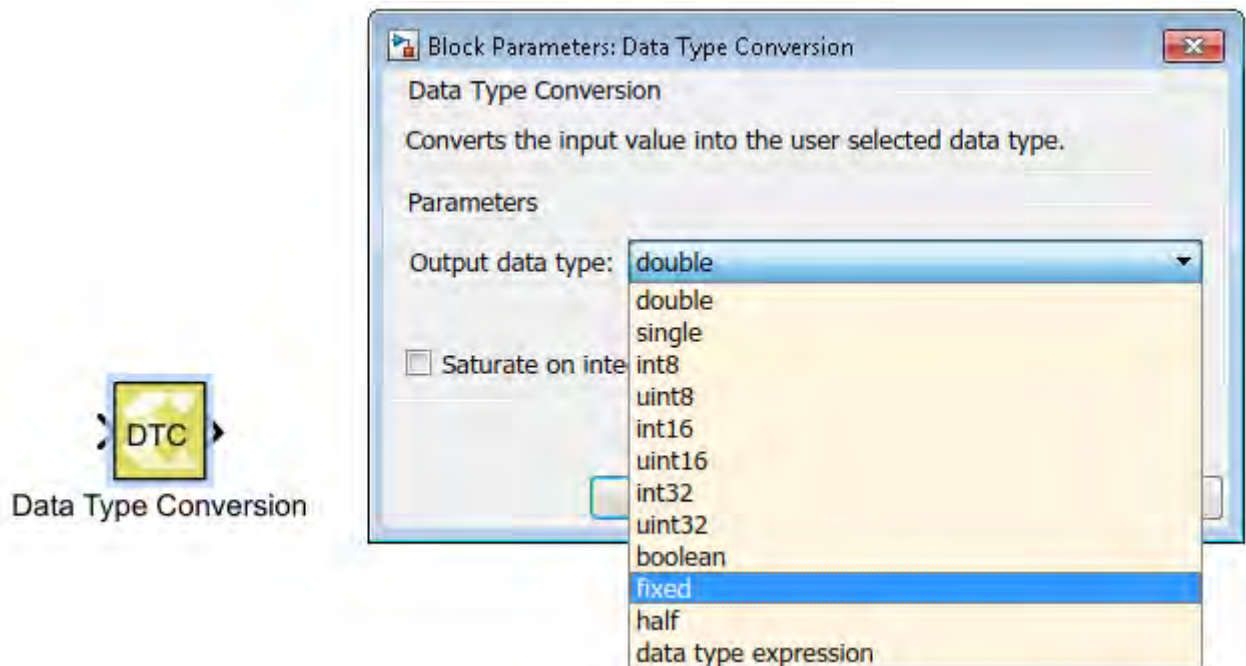 Block Parameters: Data Type Conversion
Data Type Conversion
Converts the input value into the user selected data type.
Parameters
Output data type: double
double
single
Saturate on inte
int8
uint8
int16
uint16
int32
uint32
boolean
fixed
half
data type expression
DTC
Data Type Conversion